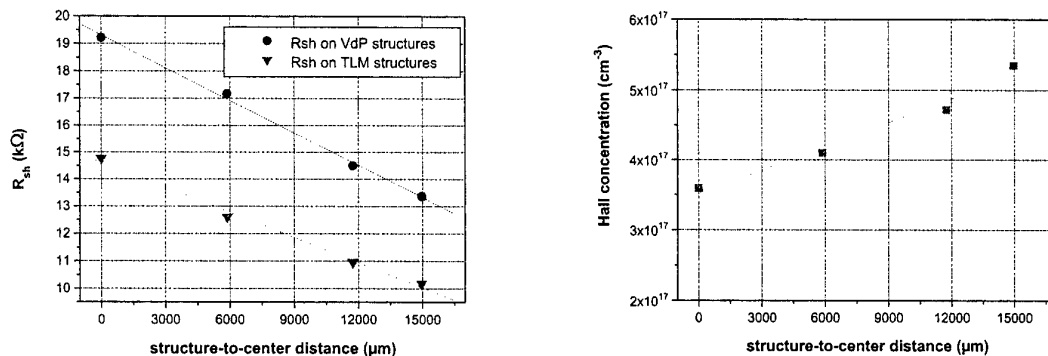 20
19
18
17
16
15
14
13
12
11
10
R_sh (kΩ)
Rsh on VdP structures
Rsh on TLM structures
0 3000 6000 9000 12000 15000
structure-to-center distance (µm)
6x10^17
5x10^17
4x10^17
3x10^17
2x10^17
Hall concentration (cm^-3)
0 3000 6000 9000 12000 15000
structure-to-center distance (µm)